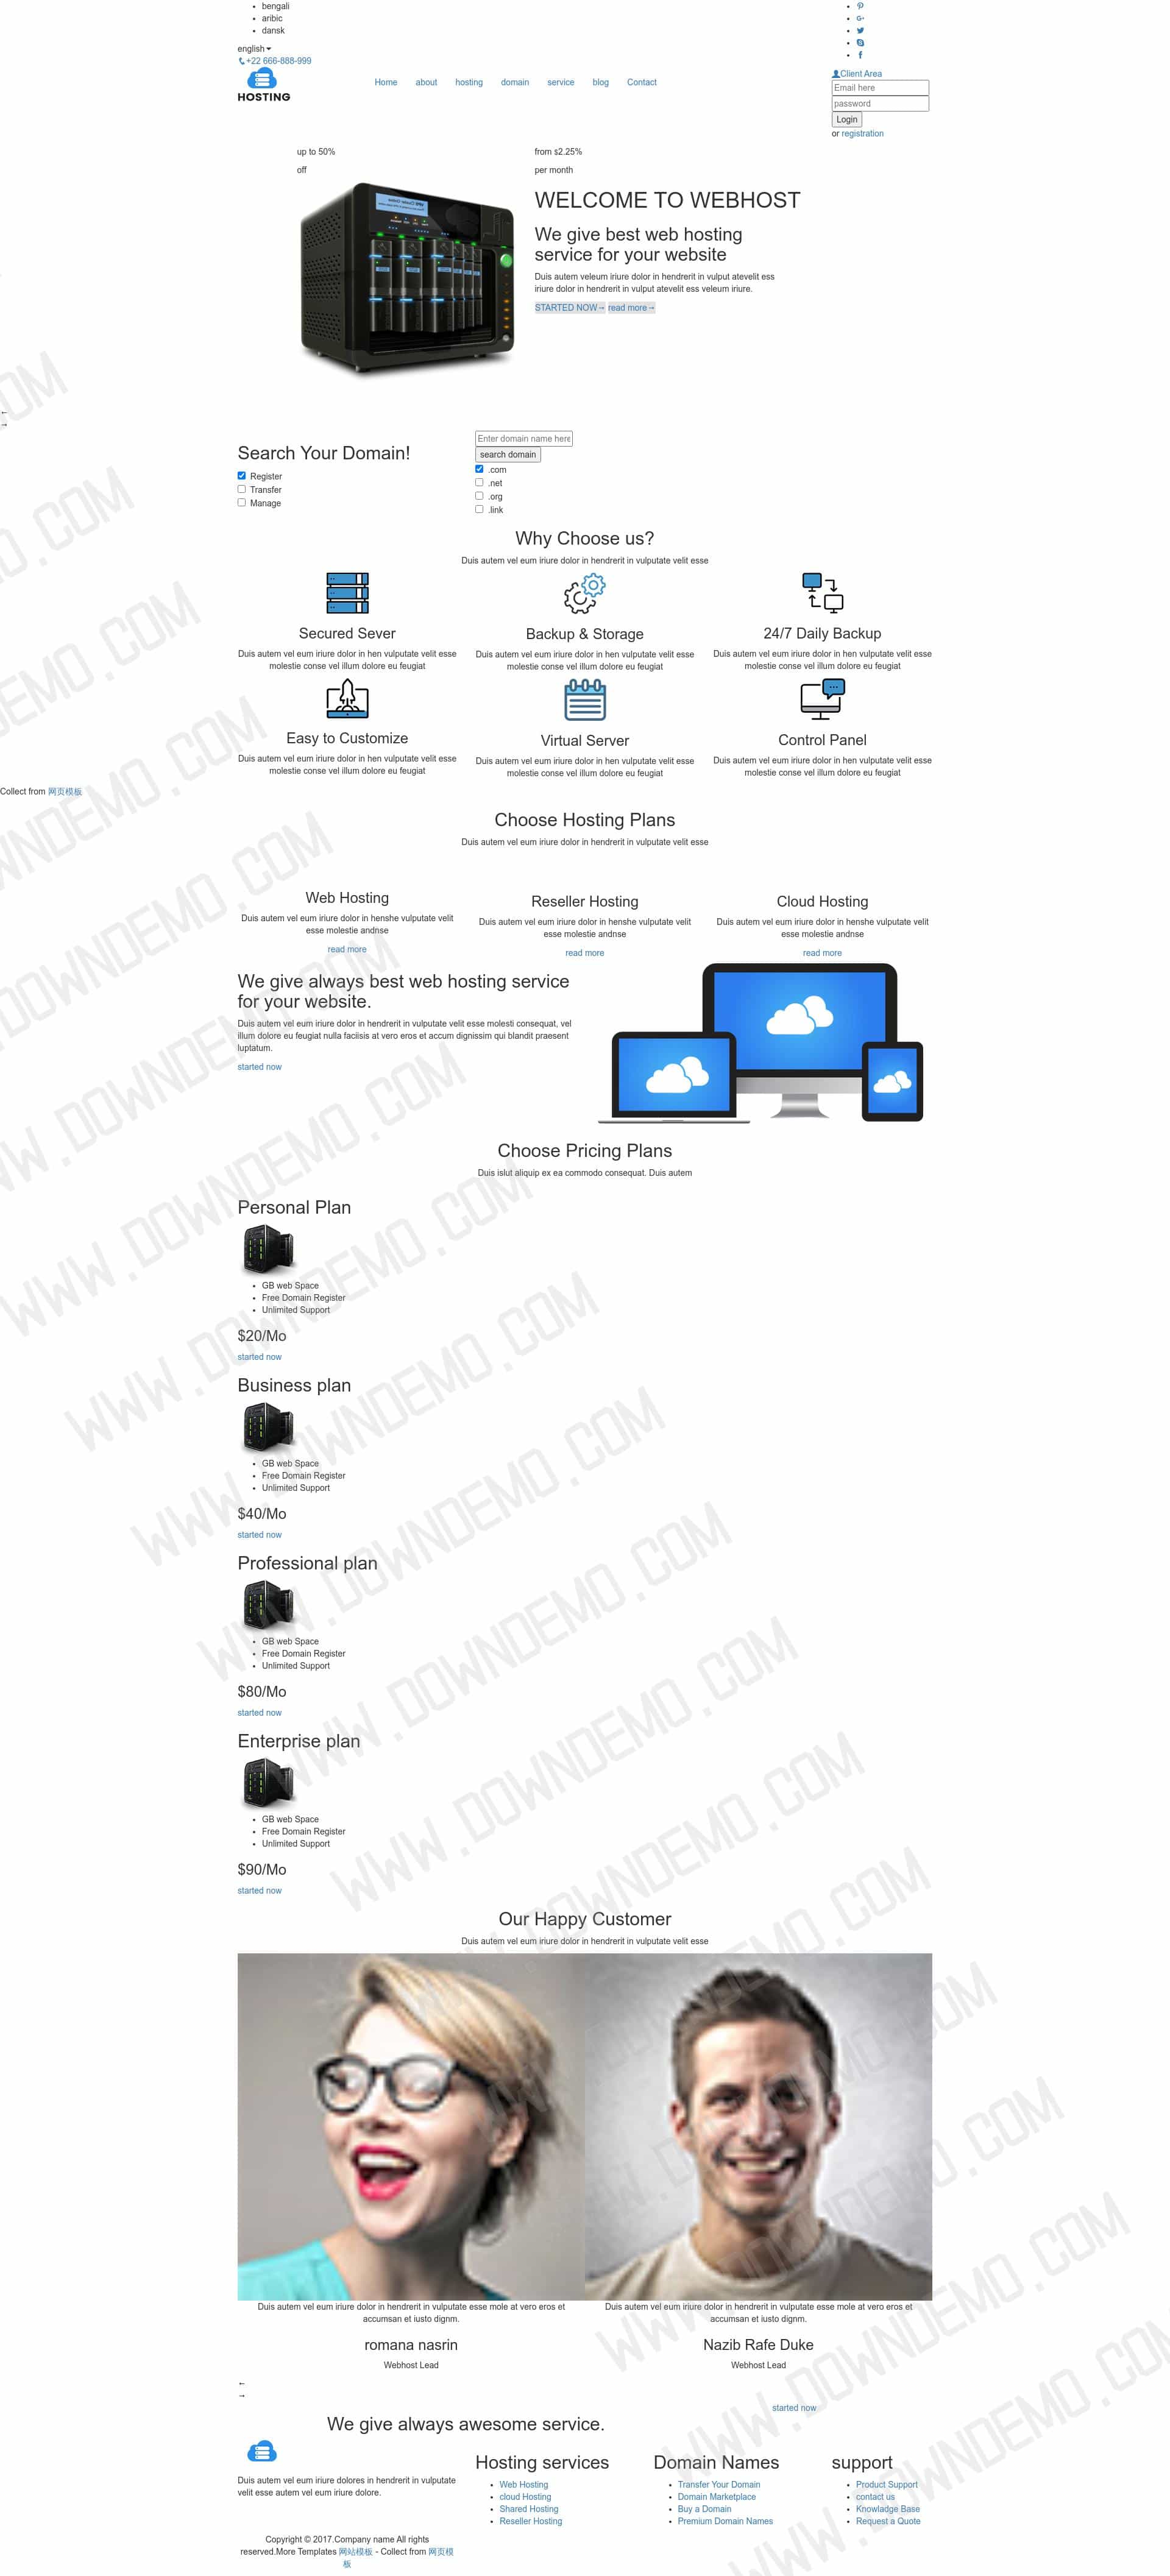 bengali
aribic
dansk
english
+22 666-888-999
HOSTING
Home about hosting domain service blog Contact
Client Area
Email here
password
Login
or registration
up to 50%
off
from s2.25%
per month
WELCOME TO WEBHOST
We give best web hosting
service for your website
Duis autem veleum iriure dolor in hendrerit in vulput atevelit ess
iriure dolor in hendrerit in vulput atevelit ess veleum iriure.
STARTED NOW→ read more→
←
→
Search Your Domain!
Register
Transfer
Manage
Enter domain name here
search domain
.com
.net
.org
.link
Why Choose us?
Duis autem vel eum iriure dolor in hendrerit in vulputate velit esse
Secured Sever
Duis autem vel eum iriure dolor in hen vulputate velit esse
molestie conse vel illum dolore eu feugiat
Backup & Storage
Duis autem vel eum iriure dolor in hen vulputate velit esse
molestie conse vel illum dolore eu feugiat
24/7 Daily Backup
Duis autem vel eum iriure dolor in hen vulputate velit esse
molestie conse vel illum dolore eu feugiat
Easy to Customize
Duis autem vel eum iriure dolor in hen vulputate velit esse
molestie conse vel illum dolore eu feugiat
Virtual Server
Duis autem vel eum iriure dolor in hen vulputate velit esse
molestie conse vel illum dolore eu feugiat
Control Panel
Duis autem vel eum iriure dolor in hen vulputate velit esse
molestie conse vel illum dolore eu feugiat
Collect from 网页模板
Choose Hosting Plans
Duis autem vel eum iriure dolor in hendrerit in vulputate velit esse
Web Hosting
Duis autem vel eum iriure dolor in henshe vulputate velit
esse molestie andnse
read more
Reseller Hosting
Duis autem vel eum iriure dolor in henshe vulputate velit
esse molestie andnse
read more
Cloud Hosting
Duis autem vel eum iriure dolor in henshe vulputate velit
esse molestie andnse
read more
We give always best web hosting service
for your website.
Duis autem vel eum iriure dolor in hendrerit in vulputate velit esse molesti consequat, vel
illum dolore eu feugiat nulla faciisis at vero eros et accum dignissim qui blandit praesent
luptatum.
started now
Choose Pricing Plans
Duis islut aliquip ex ea commodo consequat. Duis autem
Personal Plan
GB web Space
Free Domain Register
Unlimited Support
$20/Mo
started now
Business plan
GB web Space
Free Domain Register
Unlimited Support
$40/Mo
started now
Professional plan
GB web Space
Free Domain Register
Unlimited Support
$80/Mo
started now
Enterprise plan
GB web Space
Free Domain Register
Unlimited Support
$90/Mo
started now
Our Happy Customer
Duis autem vel eum iriure dolor in hendrerit in vulputate velit esse
Duis autem vel eum iriure dolor in hendrerit in vulputate esse mole at vero eros et
accumsan et iusto dignm.
romana nasrin
Webhost Lead
Duis autem vel eum iriure dolor in hendrerit in vulputate esse mole at vero eros et
accumsan et iusto dignm.
Nazib Rafe Duke
Webhost Lead
←
→
We give always awesome service.
started now
Duis autem vel eum iriure dolores in hendrerit in vulputate
velit esse autem vel eum iriure dolore.
Hosting services
Web Hosting
cloud Hosting
Shared Hosting
Reseller Hosting
Domain Names
Transfer Your Domain
Domain Marketplace
Buy a Domain
Premium Domain Names
support
Product Support
contact us
Knowladge Base
Request a Quote
Copyright © 2017.Company name All rights
reserved.More Templates 网站模板 - Collect from 网页模
板
WWW.DOWNDEMO.COM